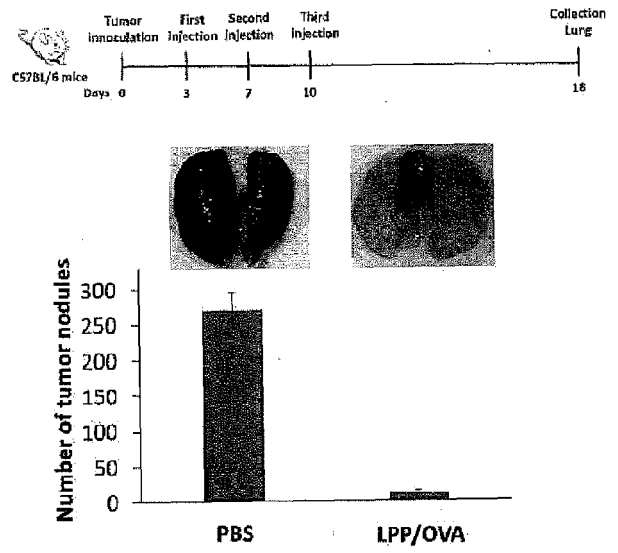 Tumor
innoculation
First
Injection
Second
Injection
Third
Injection
Collection
Lung
C57BL/6 mice
Days 0 3 7 10 18
Number of tumor nodules
300
250
200
150
100
50
0
PBS LPP/OVA